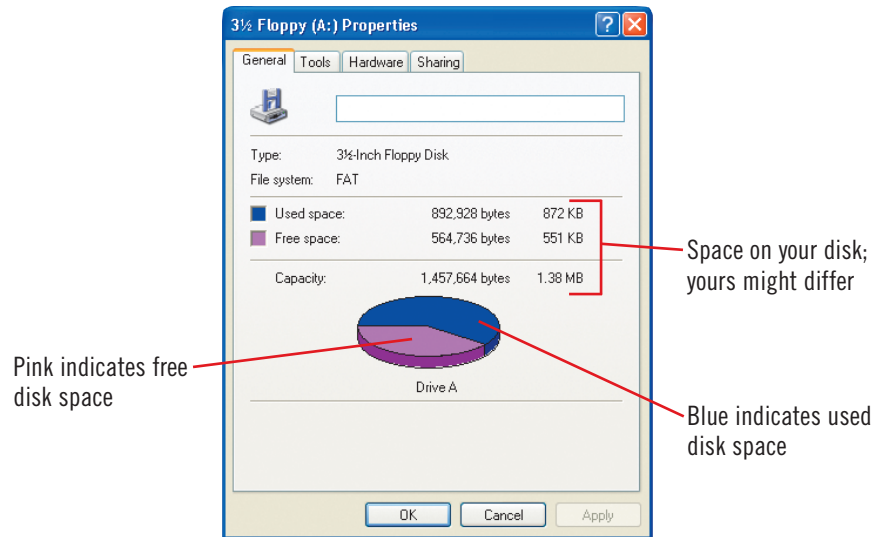 3½ Floppy (A:) Properties
General Tools Hardware Sharing
Type: 3½-Inch Floppy Disk
File system: FAT
Used space: 892,928 bytes 872 KB
Free space: 564,736 bytes 551 KB
Capacity: 1,457,664 bytes 1.38 MB
Drive A
OK Cancel Apply
Space on your disk;
yours might differ
Pink indicates free
disk space
Blue indicates used
disk space